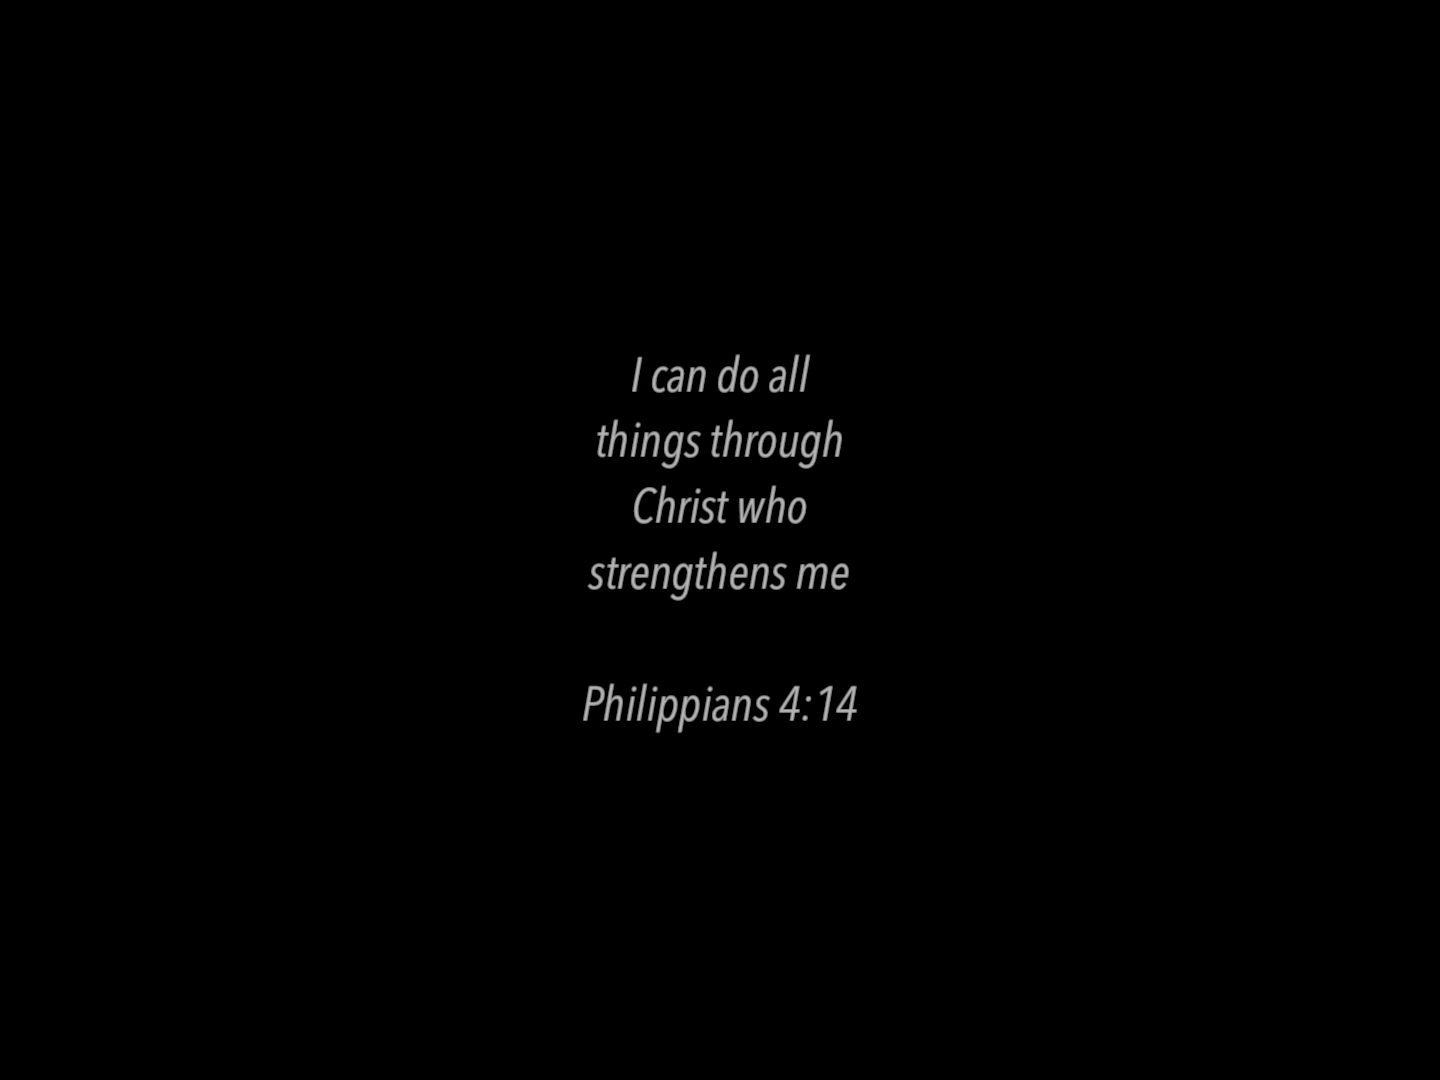 I can do all
things through
Christ who
strengthens me
Philippians 4:14